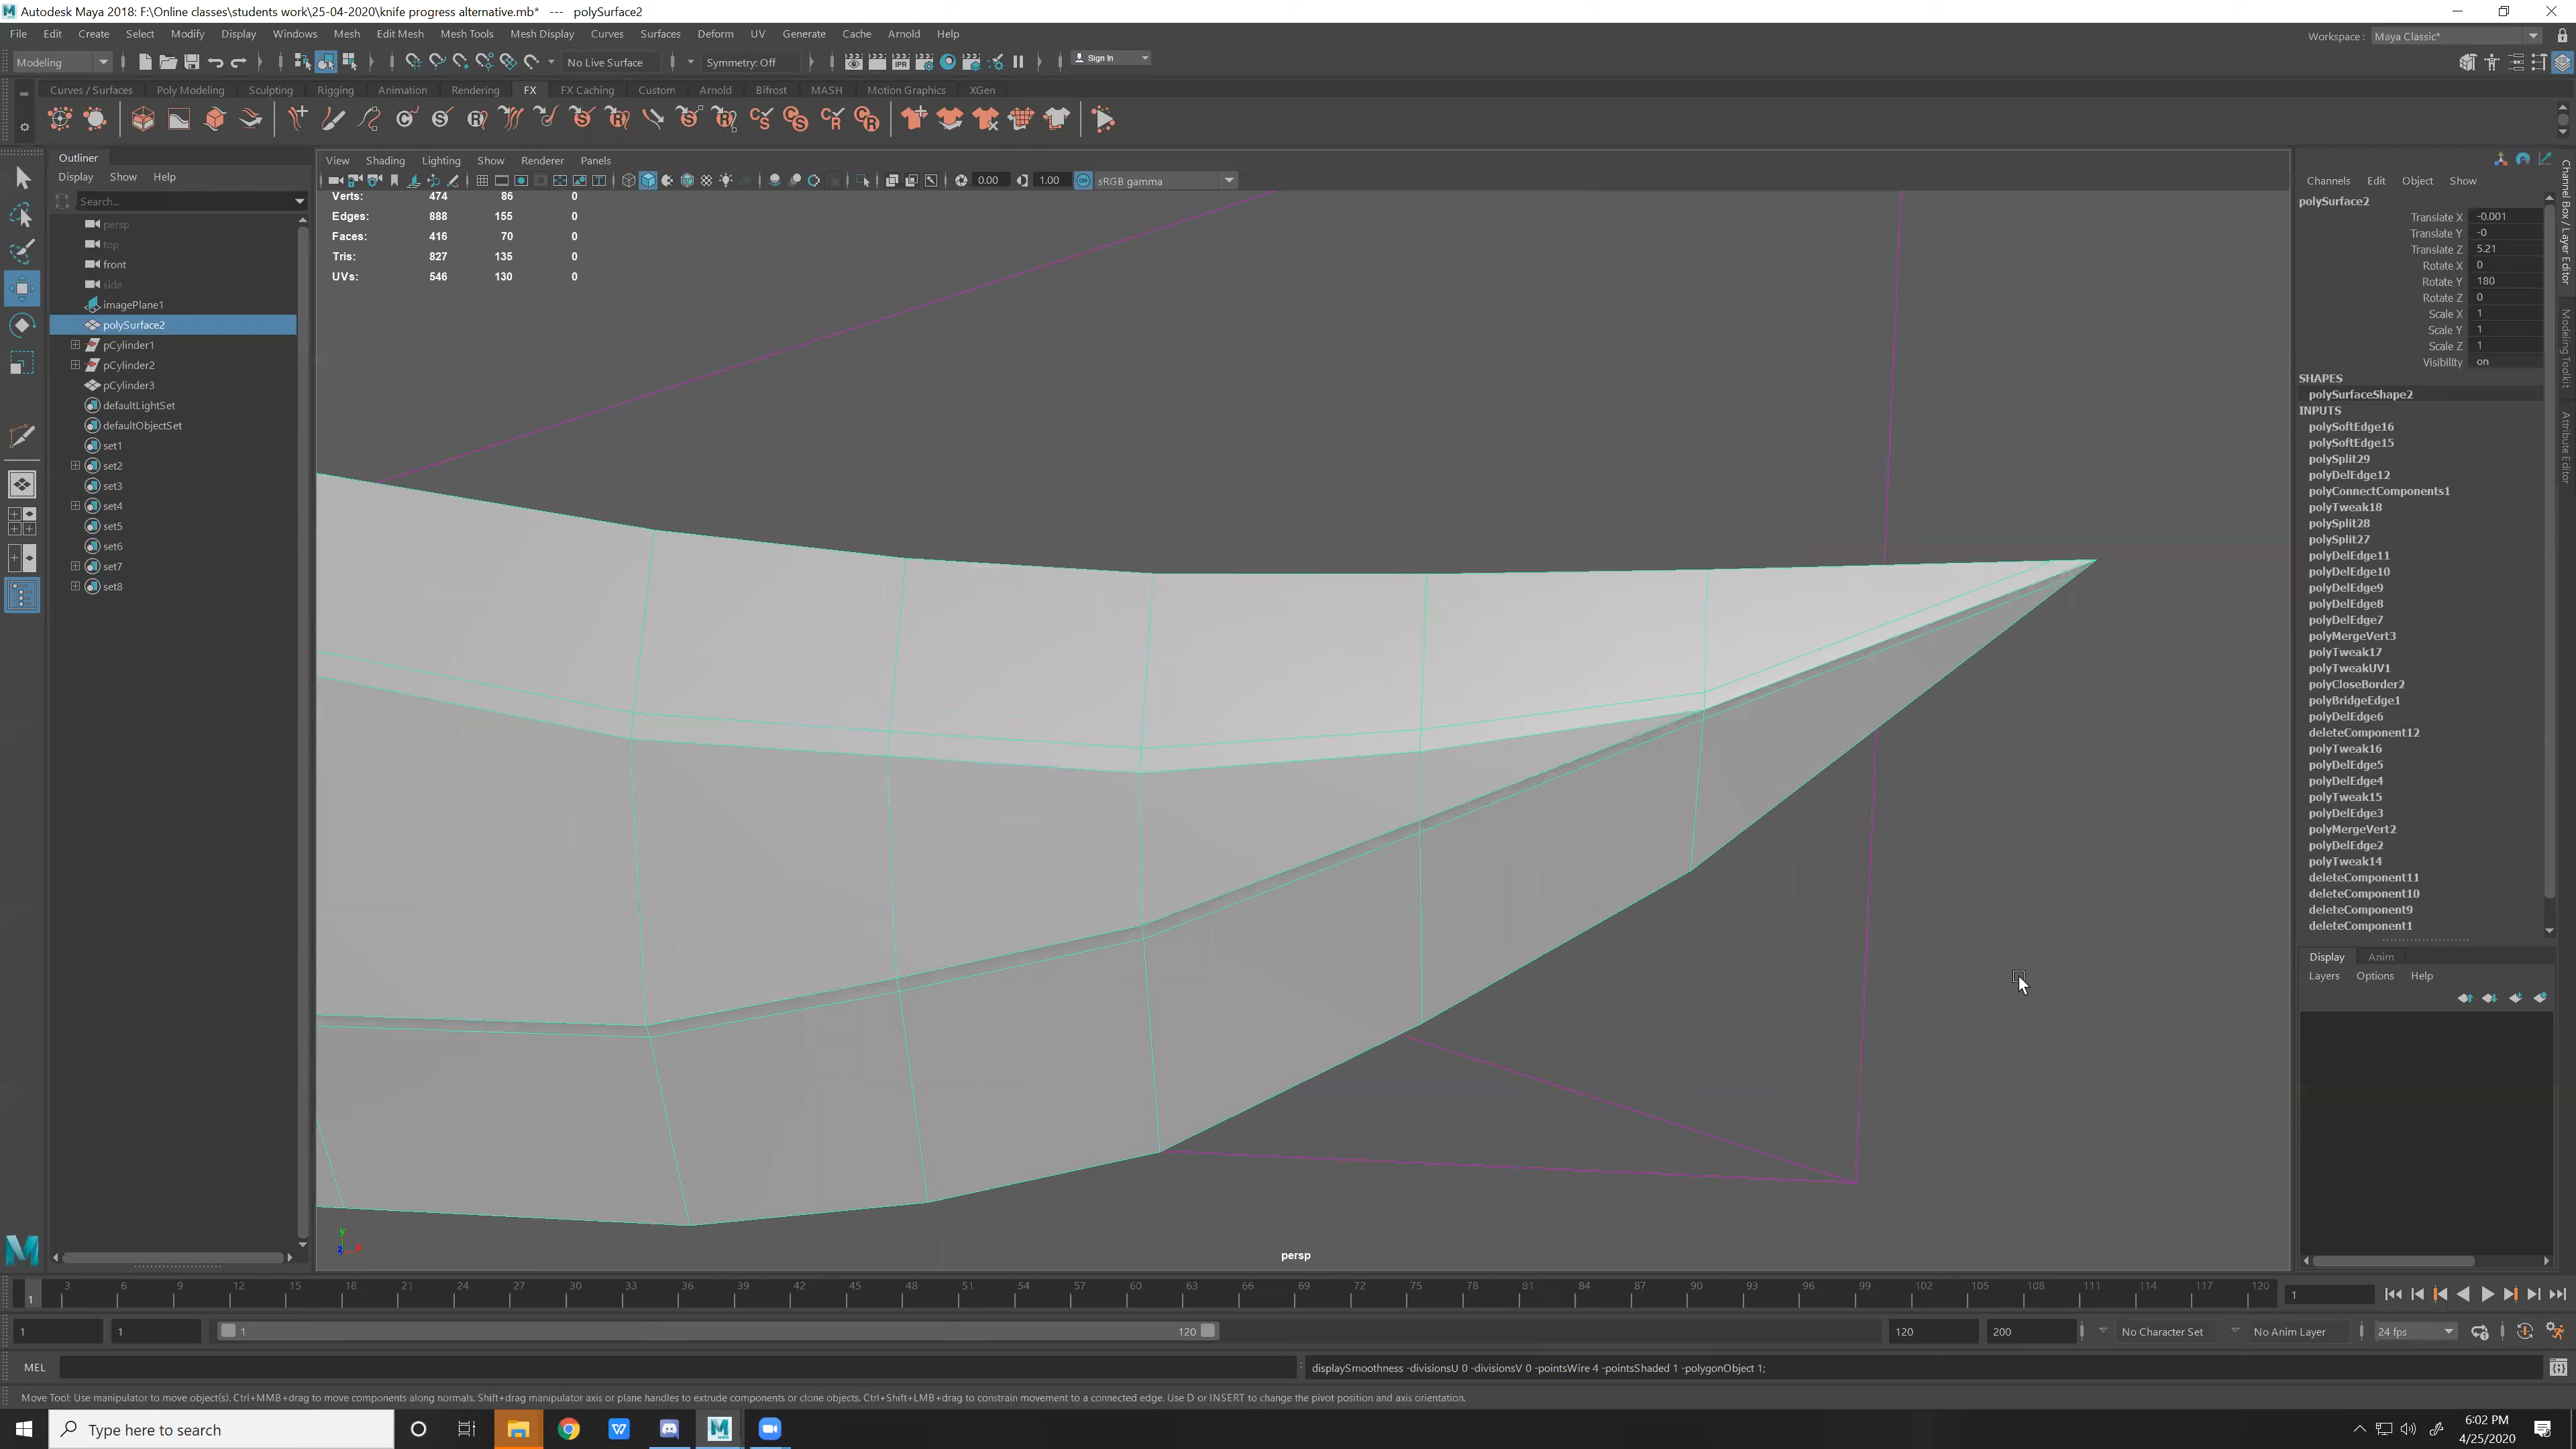 Autodesk Maya 2018: F:\Online classes\students work\25-04-2020\knife progress alternative.mb*   ---   polySurface2
File Edit Create Select Modify Display Windows Mesh Edit Mesh Mesh Tools Mesh Display Curves Surfaces Deform UV Generate Cache Arnold Help
Workspace : Maya Classic*
Modeling No Live Surface Symmetry: Off Sign In
Curves / Surfaces Poly Modeling Sculpting Rigging Animation Rendering FX FX Caching Custom Arnold Bifrost MASH Motion Graphics XGen
Outliner
Display Show Help
Search...
persp
top
front
side
imagePlane1
polySurface2
pCylinder1
pCylinder2
pCylinder3
defaultLightSet
defaultObjectSet
set1
set2
set3
set4
set5
set6
set7
set8
View Shading Lighting Show Renderer Panels
0.00 1.00 sRGB gamma
Verts: 474 86 0
Edges: 888 155 0
Faces: 416 70 0
Tris: 827 135 0
UVs: 546 130 0
persp
Channels Edit Object Show
polySurface2
Translate X -0.001
Translate Y -0
Translate Z 5.21
Rotate X 0
Rotate Y 180
Rotate Z 0
Scale X 1
Scale Y 1
Scale Z 1
Visibility on
SHAPES
polySurfaceShape2
INPUTS
polySoftEdge16
polySoftEdge15
polySplit29
polyDelEdge12
polyConnectComponents1
polyTweak18
polySplit28
polySplit27
polyDelEdge11
polyDelEdge10
polyDelEdge9
polyDelEdge8
polyDelEdge7
polyMergeVert3
polyTweak17
polyTweakUV1
polyCloseBorder2
polyBridgeEdge1
polyDelEdge6
deleteComponent12
polyTweak16
polyDelEdge5
polyDelEdge4
polyTweak15
polyDelEdge3
polyMergeVert2
polyDelEdge2
polyTweak14
deleteComponent11
deleteComponent10
deleteComponent9
deleteComponent1
Channel Box / Layer Editor
Modeling Toolkit
Attribute Editor
Display Anim
Layers Options Help
1 3 6 9 12 15 18 21 24 27 30 33 36 39 42 45 48 51 54 57 60 63 66 69 72 75 78 81 84 87 90 93 96 99 102 105 108 111 114 117 120 1
1 1 1 120 120 200 No Character Set No Anim Layer 24 fps
MEL displaySmoothness -divisionsU 0 -divisionsV 0 -pointsWire 4 -pointsShaded 1 -polygonObject 1;
Move Tool: Use manipulator to move object(s). Ctrl+MMB+drag to move components along normals. Shift+drag manipulator axis or plane handles to extrude components or clone objects. Ctrl+Shift+LMB+drag to constrain movement to a connected edge. Use D or INSERT to change the pivot position and axis orientation.
Type here to search
6:02 PM
4/25/2020